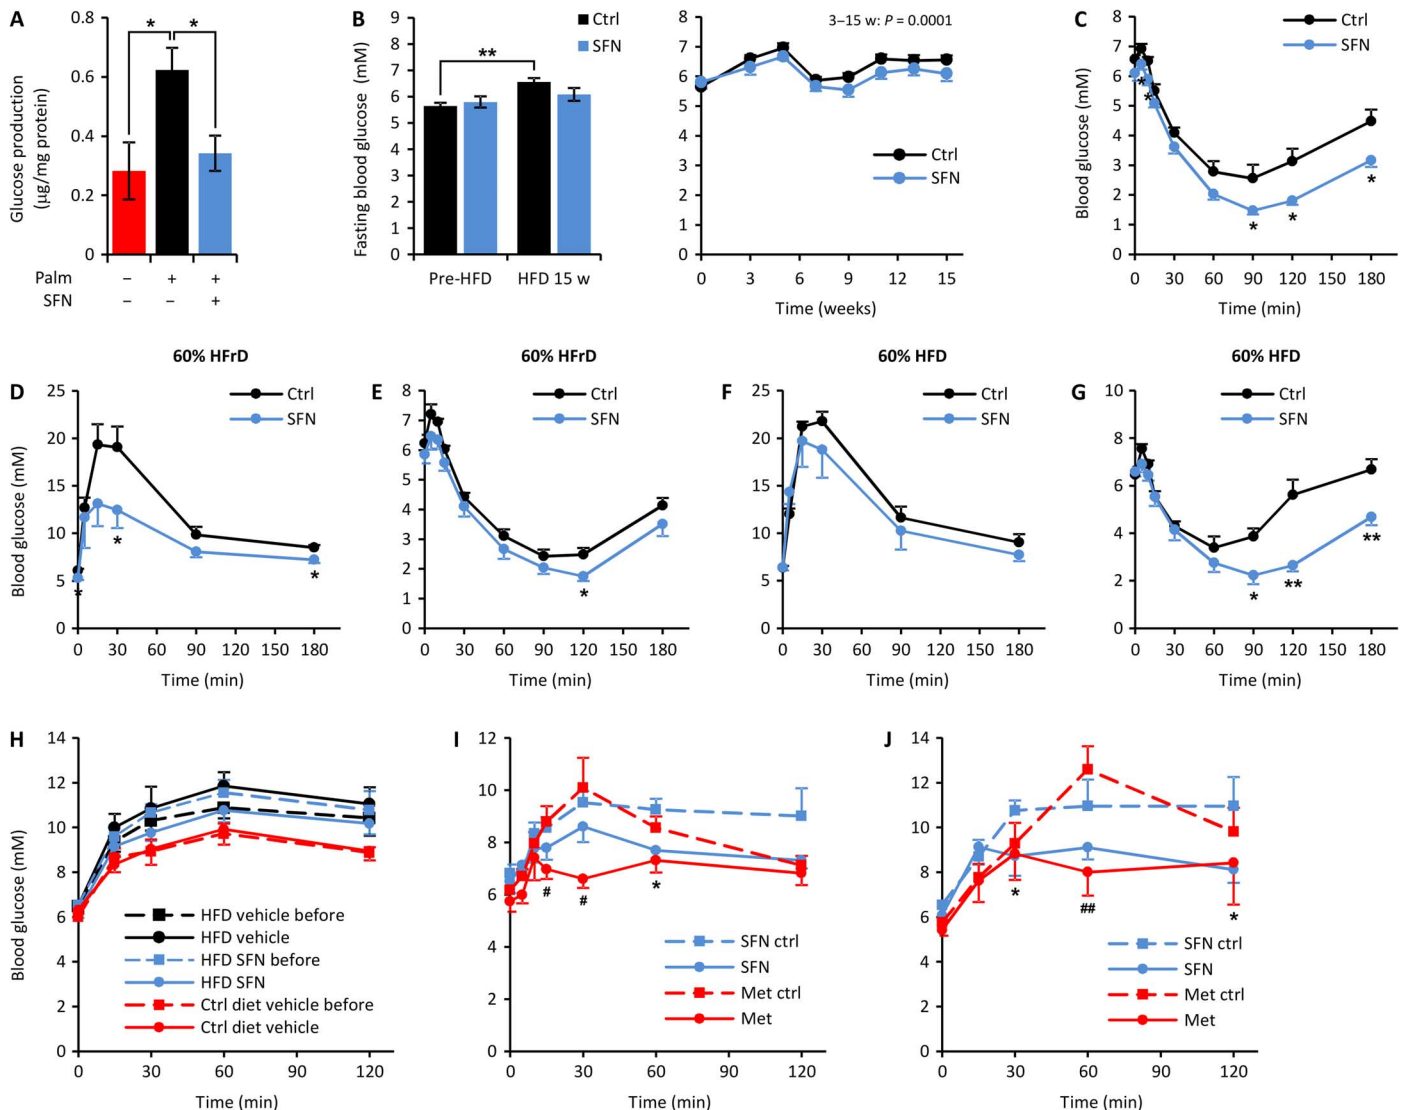 A
Glucose production
(µg/mg protein)
0.8
0.6
0.4
0.2
0
*
*
Palm – + +
SFN – – +
B
Fasting blood glucose (mM)
9
8
7
6
5
4
3
2
1
0
**
Ctrl
SFN
Pre-HFD HFD 15 w
8
7
6
5
4
3
2
1
0
3–15 w: P = 0.0001
Ctrl
SFN
0 3 6 9 12 15
Time (weeks)
C
Blood glucose (mM)
8
7
6
5
4
3
2
1
0
Ctrl
SFN
* *
* * *
0 30 60 90 120 150 180
Time (min)
60% HFrD
D
Blood glucose (mM)
25
20
15
10
5
0
Ctrl
SFN
* * *
0 30 60 90 120 150 180
Time (min)
60% HFrD
E
8
7
6
5
4
3
2
1
0
Ctrl
SFN
*
0 30 60 90 120 150 180
Time (min)
60% HFD
F
25
20
15
10
5
0
Ctrl
SFN
0 30 60 90 120 150 180
Time (min)
60% HFD
G
10
8
6
4
2
0
Ctrl
SFN
* ** **
0 30 60 90 120 150 180
Time (min)
H
Blood glucose (mM)
14
12
10
8
6
4
2
0
HFD vehicle before
HFD vehicle
HFD SFN before
HFD SFN
Ctrl diet vehicle before
Ctrl diet vehicle
0 30 60 90 120
Time (min)
I
12
10
8
6
4
2
0
# # *
SFN ctrl
SFN
Met ctrl
Met
0 30 60 90 120
Time (min)
J
14
12
10
8
6
4
2
0
* ## *
SFN ctrl
SFN
Met ctrl
Met
0 30 60 90 120
Time (min)